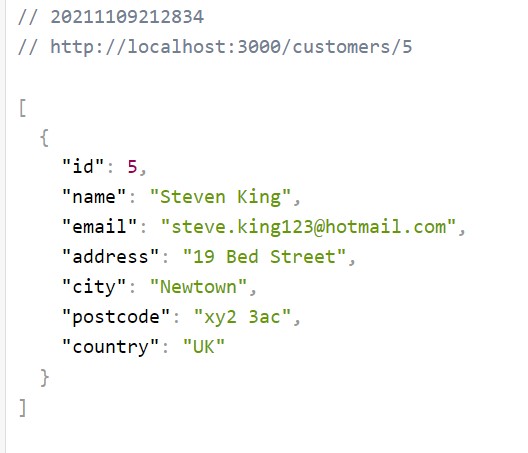 // 20211109212834
// http://localhost:3000/customers/5
[
{
"id": 5,
"name": "Steven King",
"email": "steve.king123@hotmail.com",
"address": "19 Bed Street",
"city": "Newtown",
"postcode": "xy2 3ac",
"country": "UK"
}
]